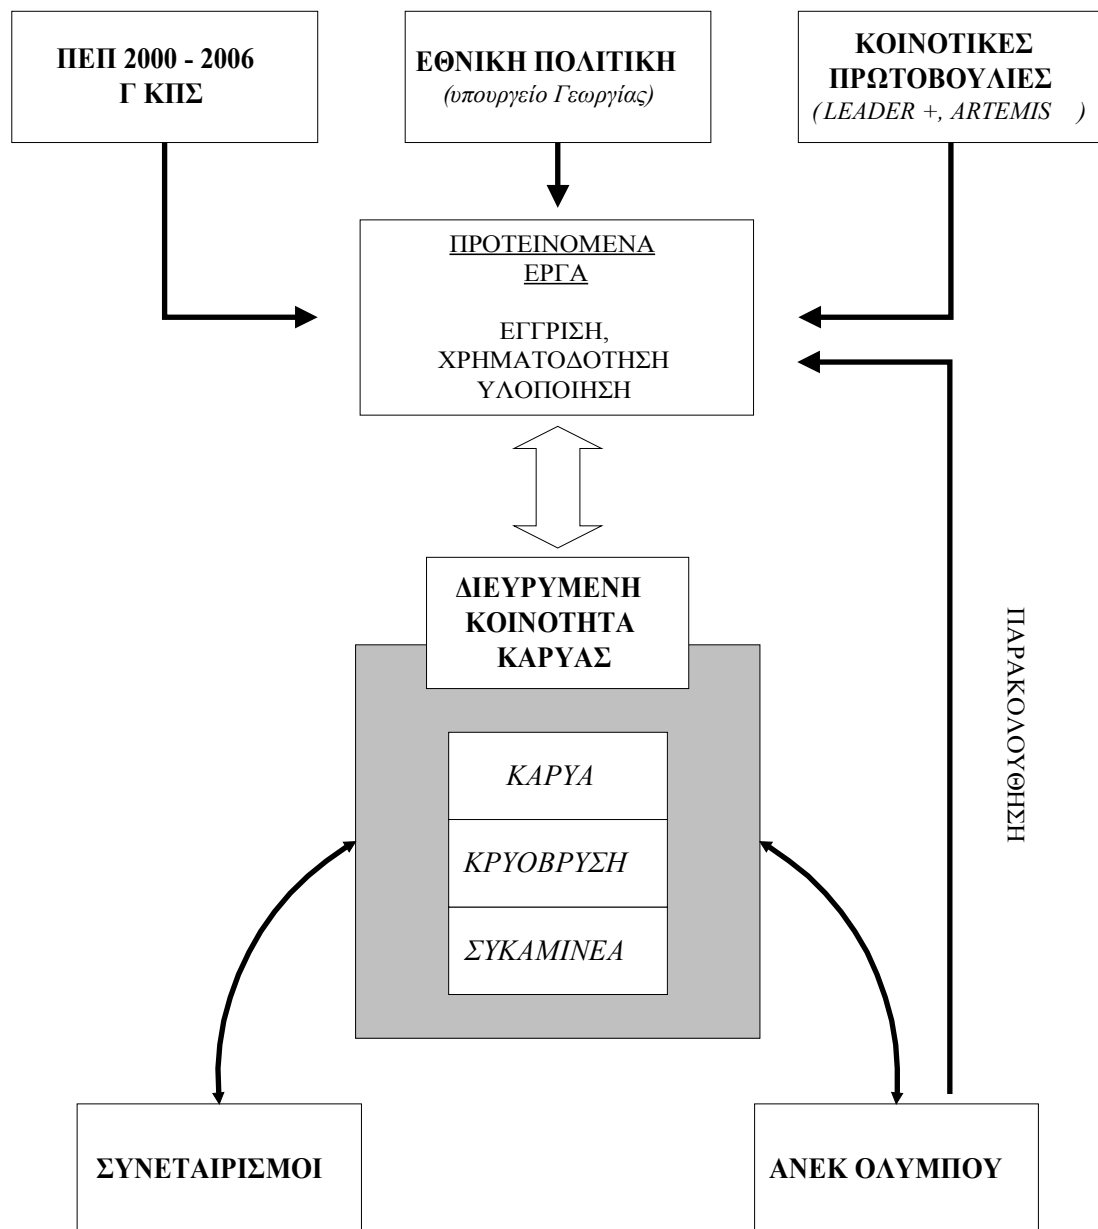 ΠΕΠ 2000 - 2006
Γ ΚΠΣ
ΕΘΝΙΚΗ ΠΟΛΙΤΙΚΗ
(υπουργείο Γεωργίας)
ΚΟΙΝΟΤΙΚΕΣ
ΠΡΩΤΟΒΟΥΛΙΕΣ
( LEADER +, ARTEMIS )
ΠΡΟΤΕΙΝΟΜΕΝΑ
ΕΡΓΑ
ΕΓΓΡΙΣΗ,
ΧΡΗΜΑΤΟΔΟΤΗΣΗ
ΥΛΟΠΟΙΗΣΗ
ΔΙΕΥΡΥΜΕΝΗ
ΚΟΙΝΟΤΗΤΑ
ΚΑΡΥΑΣ
ΚΑΡΥΑ
ΚΡΥΟΒΡΥΣΗ
ΣΥΚΑΜΙΝΕΑ
ΠΑΡΑΚΟΛΟΥΘΗΣΗ
ΣΥΝΕΤΑΙΡΙΣΜΟΙ
ΑΝΕΚ ΟΛΥΜΠΟΥ